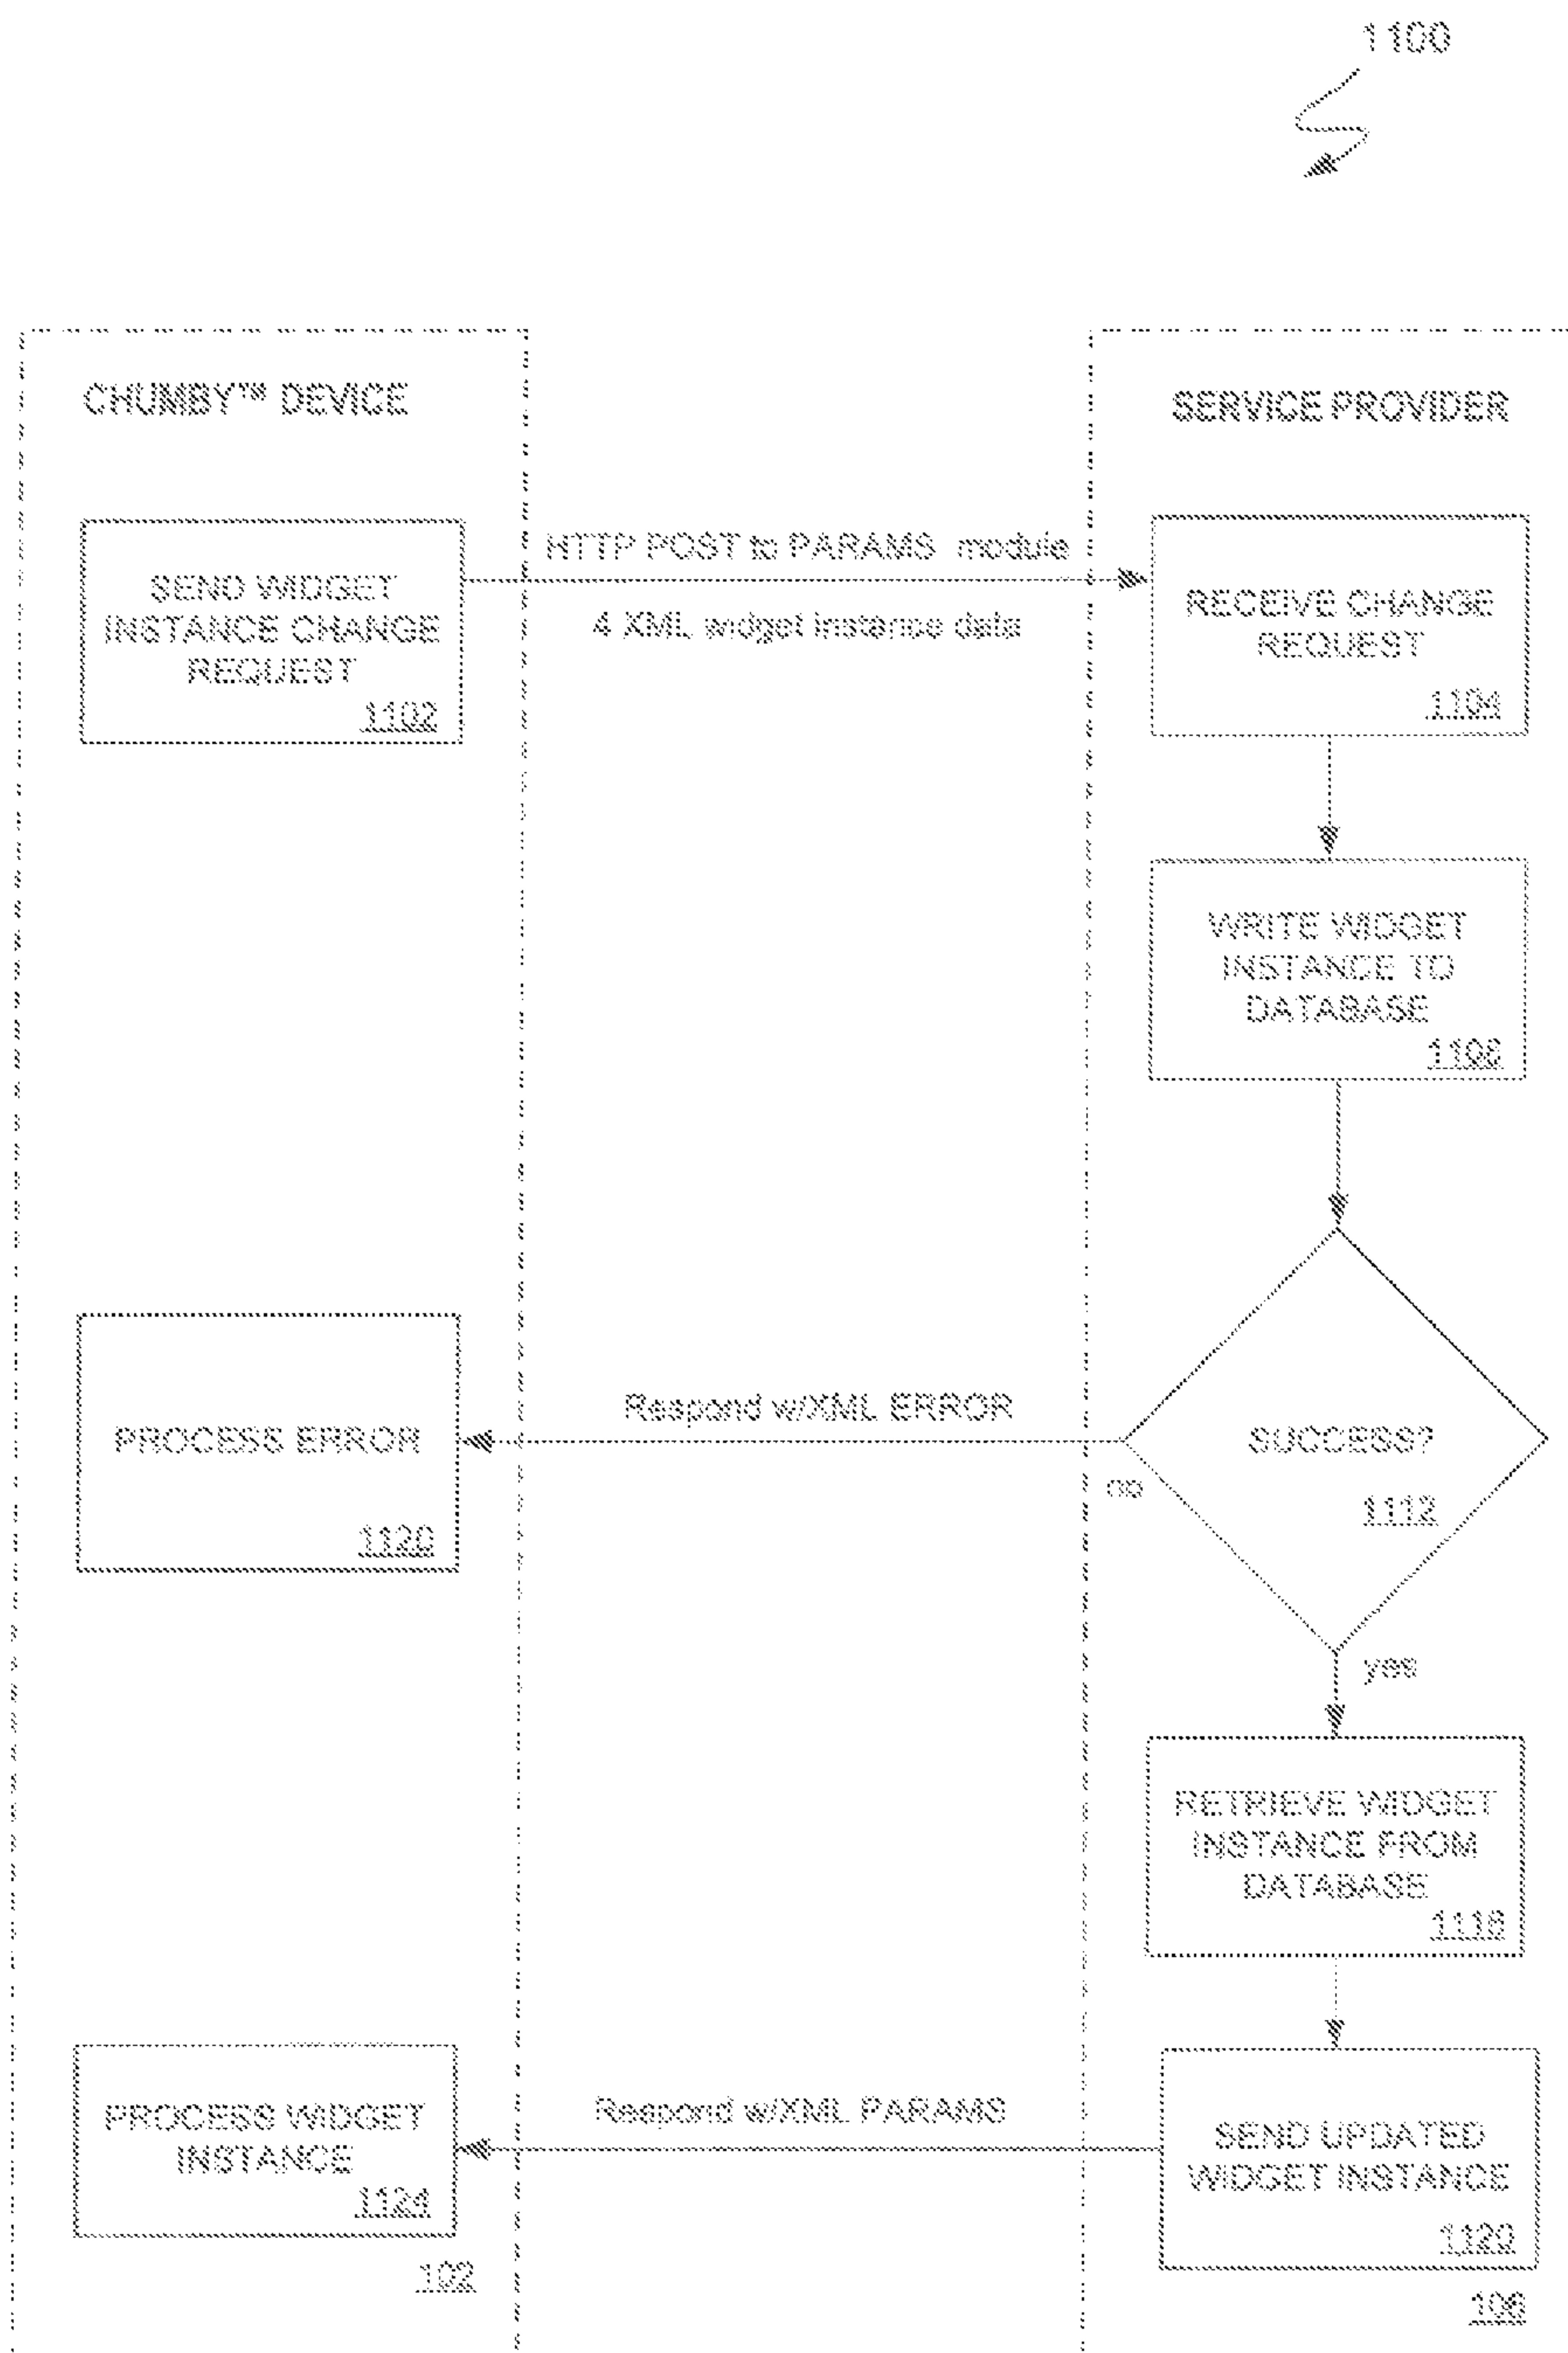 1100
CHUMBY™ DEVICE
SERVICE PROVIDER
SEND WIDGET
INSTANCE CHANGE
REQUEST
1102
HTTP POST to PARAMS module
4 XML widget instance data
RECEIVE CHANGE
REQUEST
1104
WRITE WIDGET
INSTANCE TO
DATABASE
1108
SUCCESS?
1112
no
Respond w/XML ERROR
PROCESS ERROR
1120
yes
RETRIEVE WIDGET
INSTANCE FROM
DATABASE
1116
SEND UPDATED
WIDGET INSTANCE
1120
Respond w/XML PARAMS
PROCESS WIDGET
INSTANCE
1124
102
106